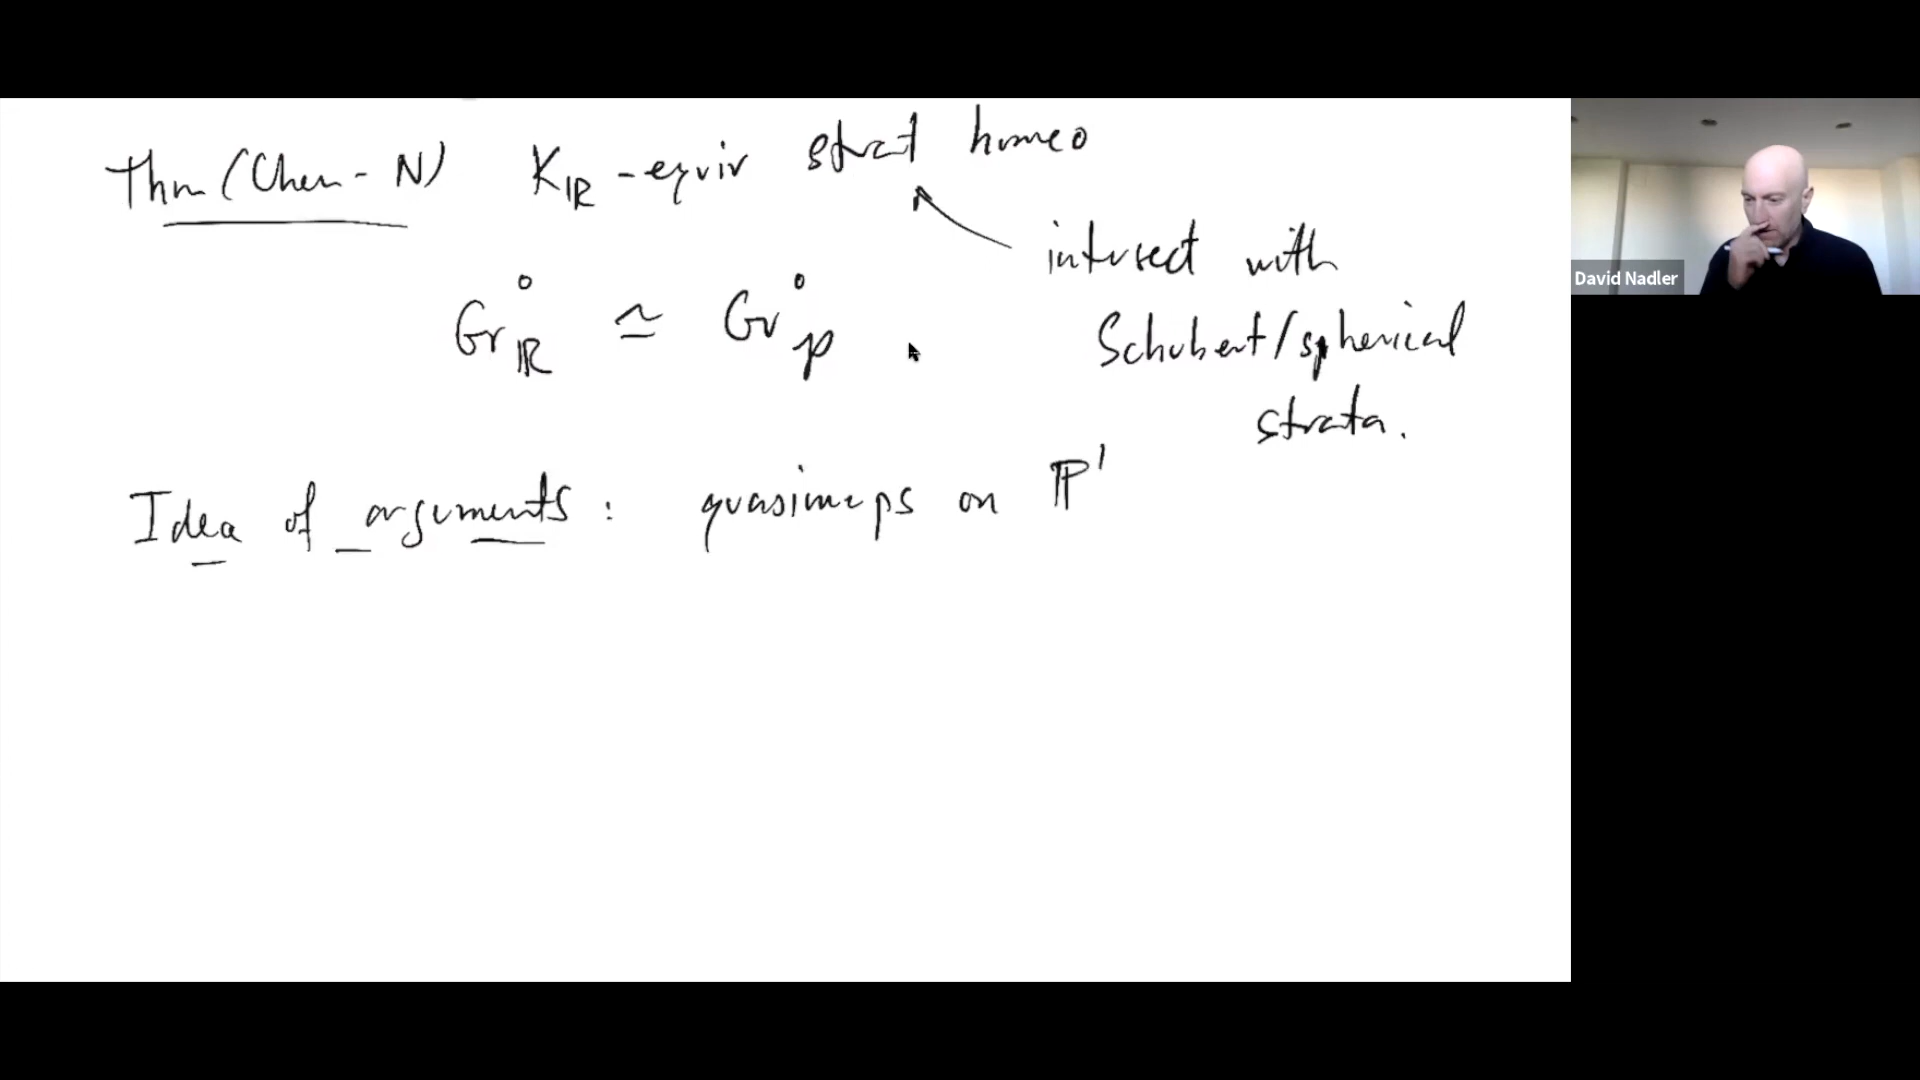 Thm (Chen - N) K_ℝ - equiv strat homeo
intersect with
Schubert/spherical
strata.
Gr°_ℝ ≃ Gr°_p
Idea of arguments: quasimaps on ℙ¹
David Nadler